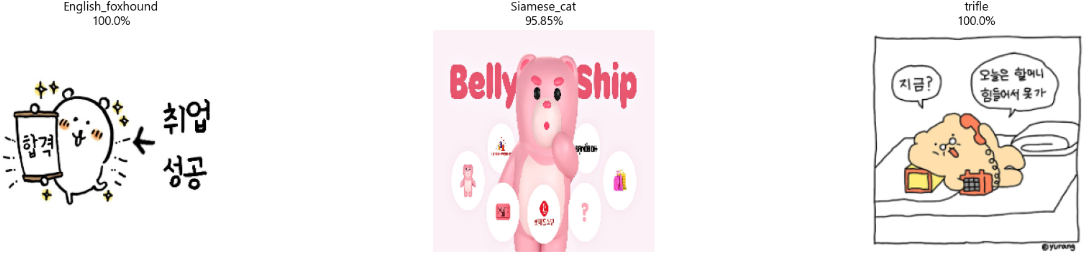 English_foxhound
100.0%
합격
취업
성공
Siamese_cat
95.85%
Belly Ship
trifle
100.0%
지금?
오늘은 할머니
힘들어서 못가
©yurang